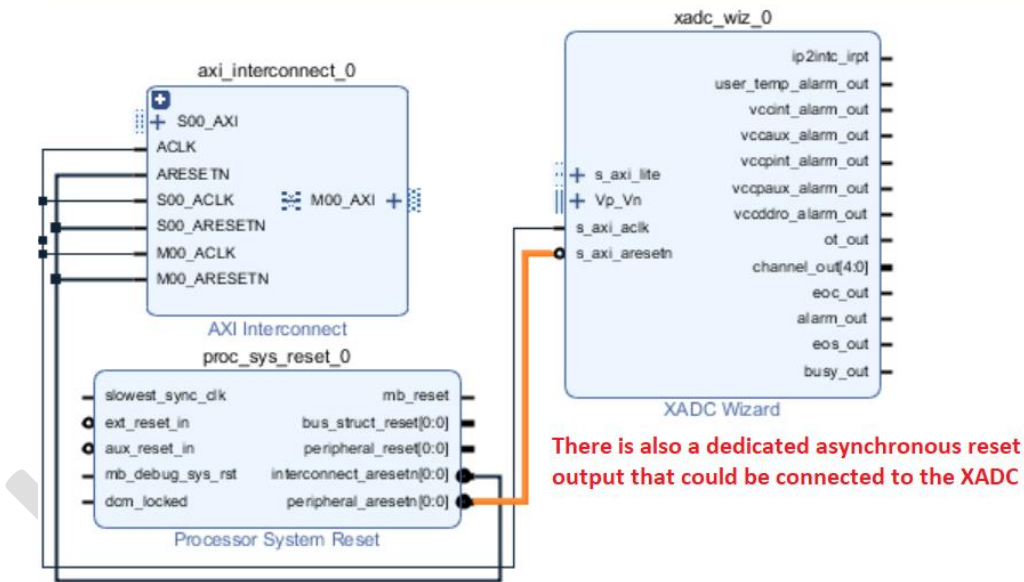 xadc_wiz_0
ip2intc_irpt
user_temp_alarm_out
vccint_alarm_out
vccaux_alarm_out
vccpint_alarm_out
vccpaux_alarm_out
vccddro_alarm_out
ot_out
channel_out[4:0]
eoc_out
alarm_out
eos_out
busy_out
s_axi_lite
Vp_Vn
s_axi_aclk
s_axi_aresetn
XADC Wizard
axi_interconnect_0
S00_AXI
ACLK
ARESETN
S00_ACLK
S00_ARESETN
M00_ACLK
M00_ARESETN
M00_AXI
AXI Interconnect
proc_sys_reset_0
slowest_sync_clk
ext_reset_in
aux_reset_in
mb_debug_sys_rst
dcm_locked
mb_reset
bus_struct_reset[0:0]
peripheral_reset[0:0]
interconnect_aresetn[0:0]
peripheral_aresetn[0:0]
Processor System Reset
There is also a dedicated asynchronous reset
output that could be connected to the XADC